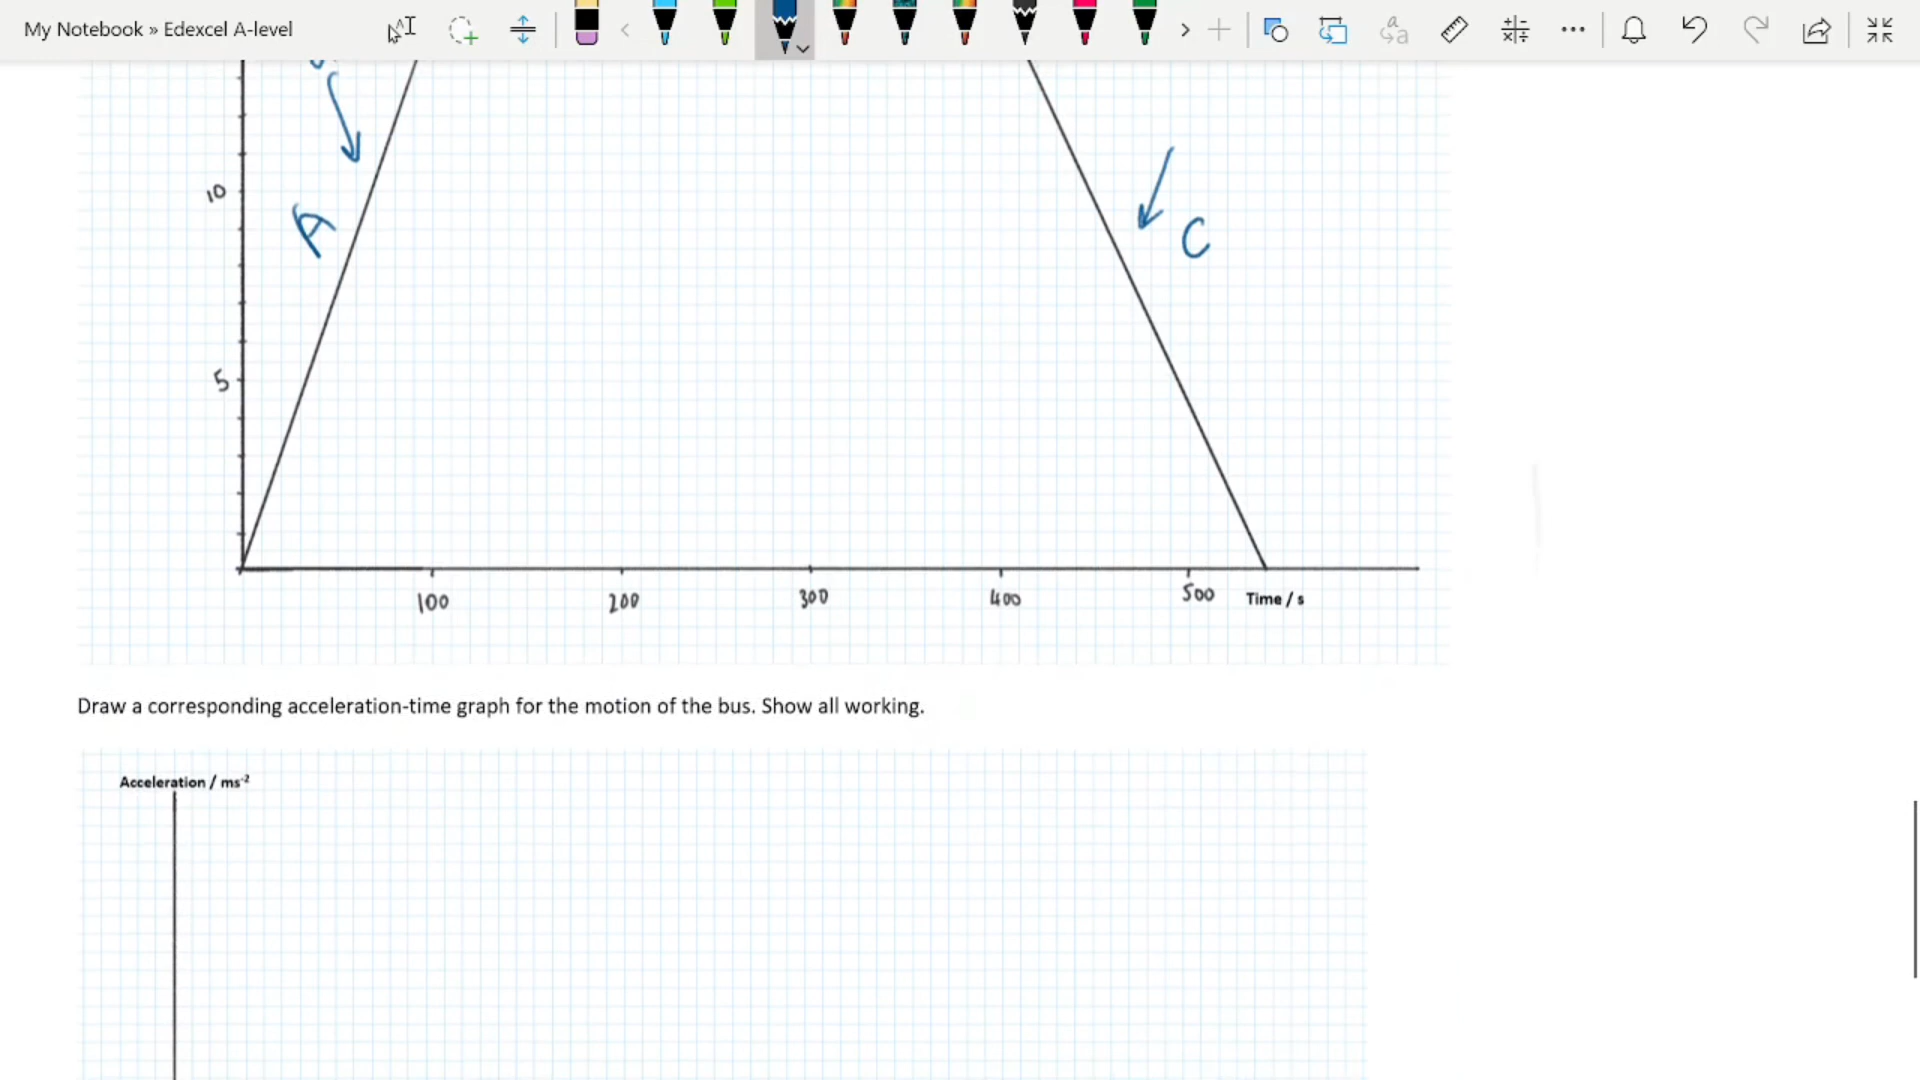 My Notebook » Edexcel A-level
10
A
C
5
100 200 300 400 500 Time / s
Draw a corresponding acceleration-time graph for the motion of the bus. Show all working.
Acceleration / ms⁻²